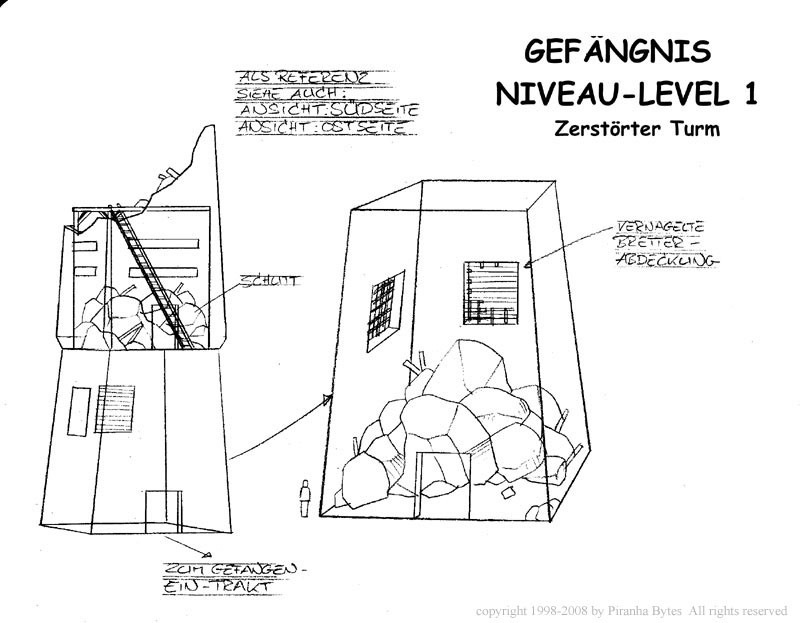 GEFÄNGNIS
NIVEAU-LEVEL 1
Zerstörter Turm
ALS REFERENZ
SIEHE AUCH:
ANSICHT: SÜDSEITE
ANSICHT: OSTSEITE
VERNAGELTE
BRETTER-
ABDECKUNG
SCHUTT
ZUM GEFANGEN-
EIN-TRAKT
copyright 1998-2008 by Piranha Bytes All rights reserved